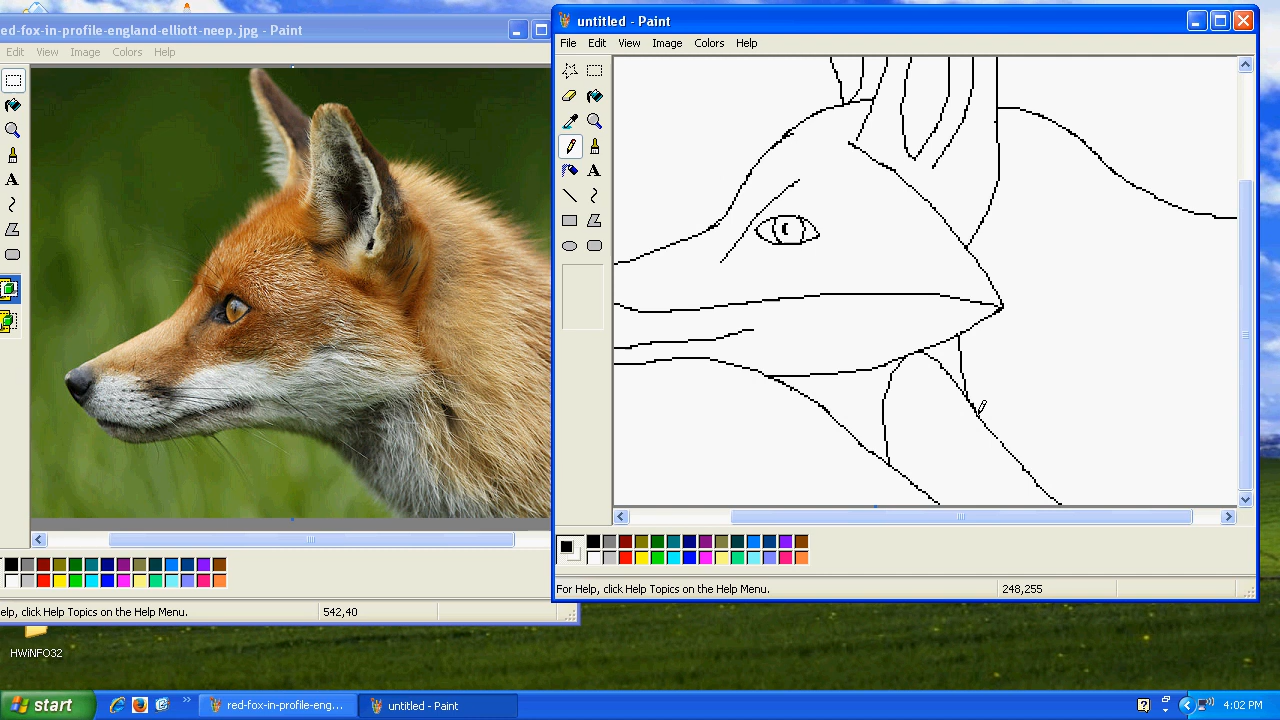 red-fox-in-profile-england-elliott-neep.jpg - Paint
Edit View Image Colors Help
A
elp, click Help Topics on the Help Menu.
542,40
untitled - Paint
File Edit View Image Colors Help
A
For Help, click Help Topics on the Help Menu.
248,255
HWiNFO32
start
red-fox-in-profile-eng...
untitled - Paint
4:02 PM